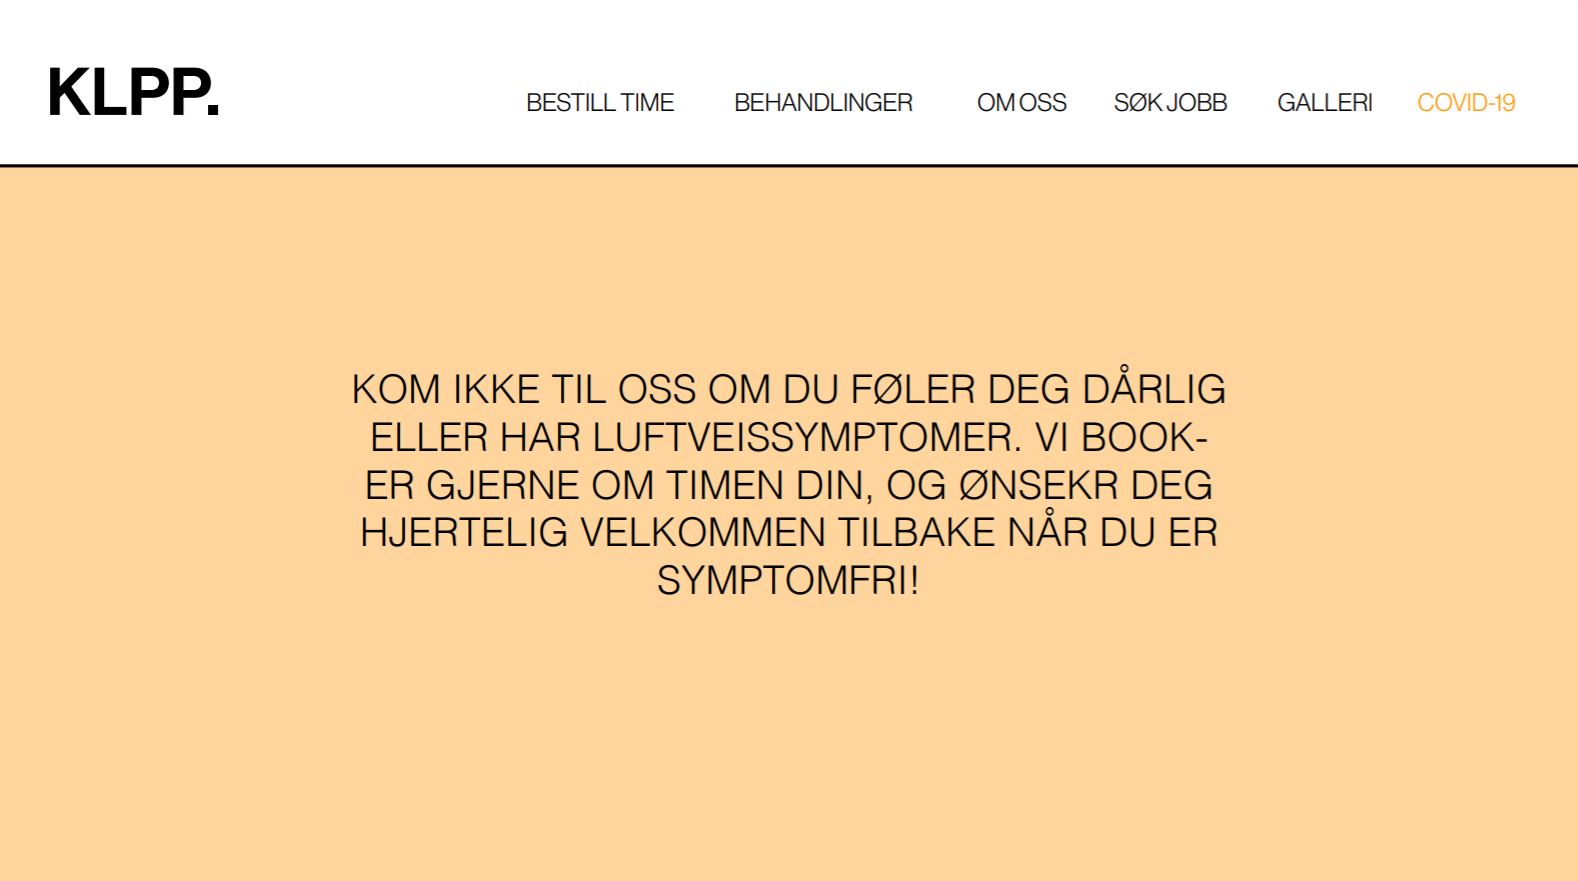 KLPP.
BESTILL TIME BEHANDLINGER OM OSS SØK JOBB GALLERI COVID-19
KOM IKKE TIL OSS OM DU FØLER DEG DÅRLIG
ELLER HAR LUFTVEISSYMPTOMER. VI BOOK-
ER GJERNE OM TIMEN DIN, OG ØNSEKR DEG
HJERTELIG VELKOMMEN TILBAKE NÅR DU ER
SYMPTOMFRI!